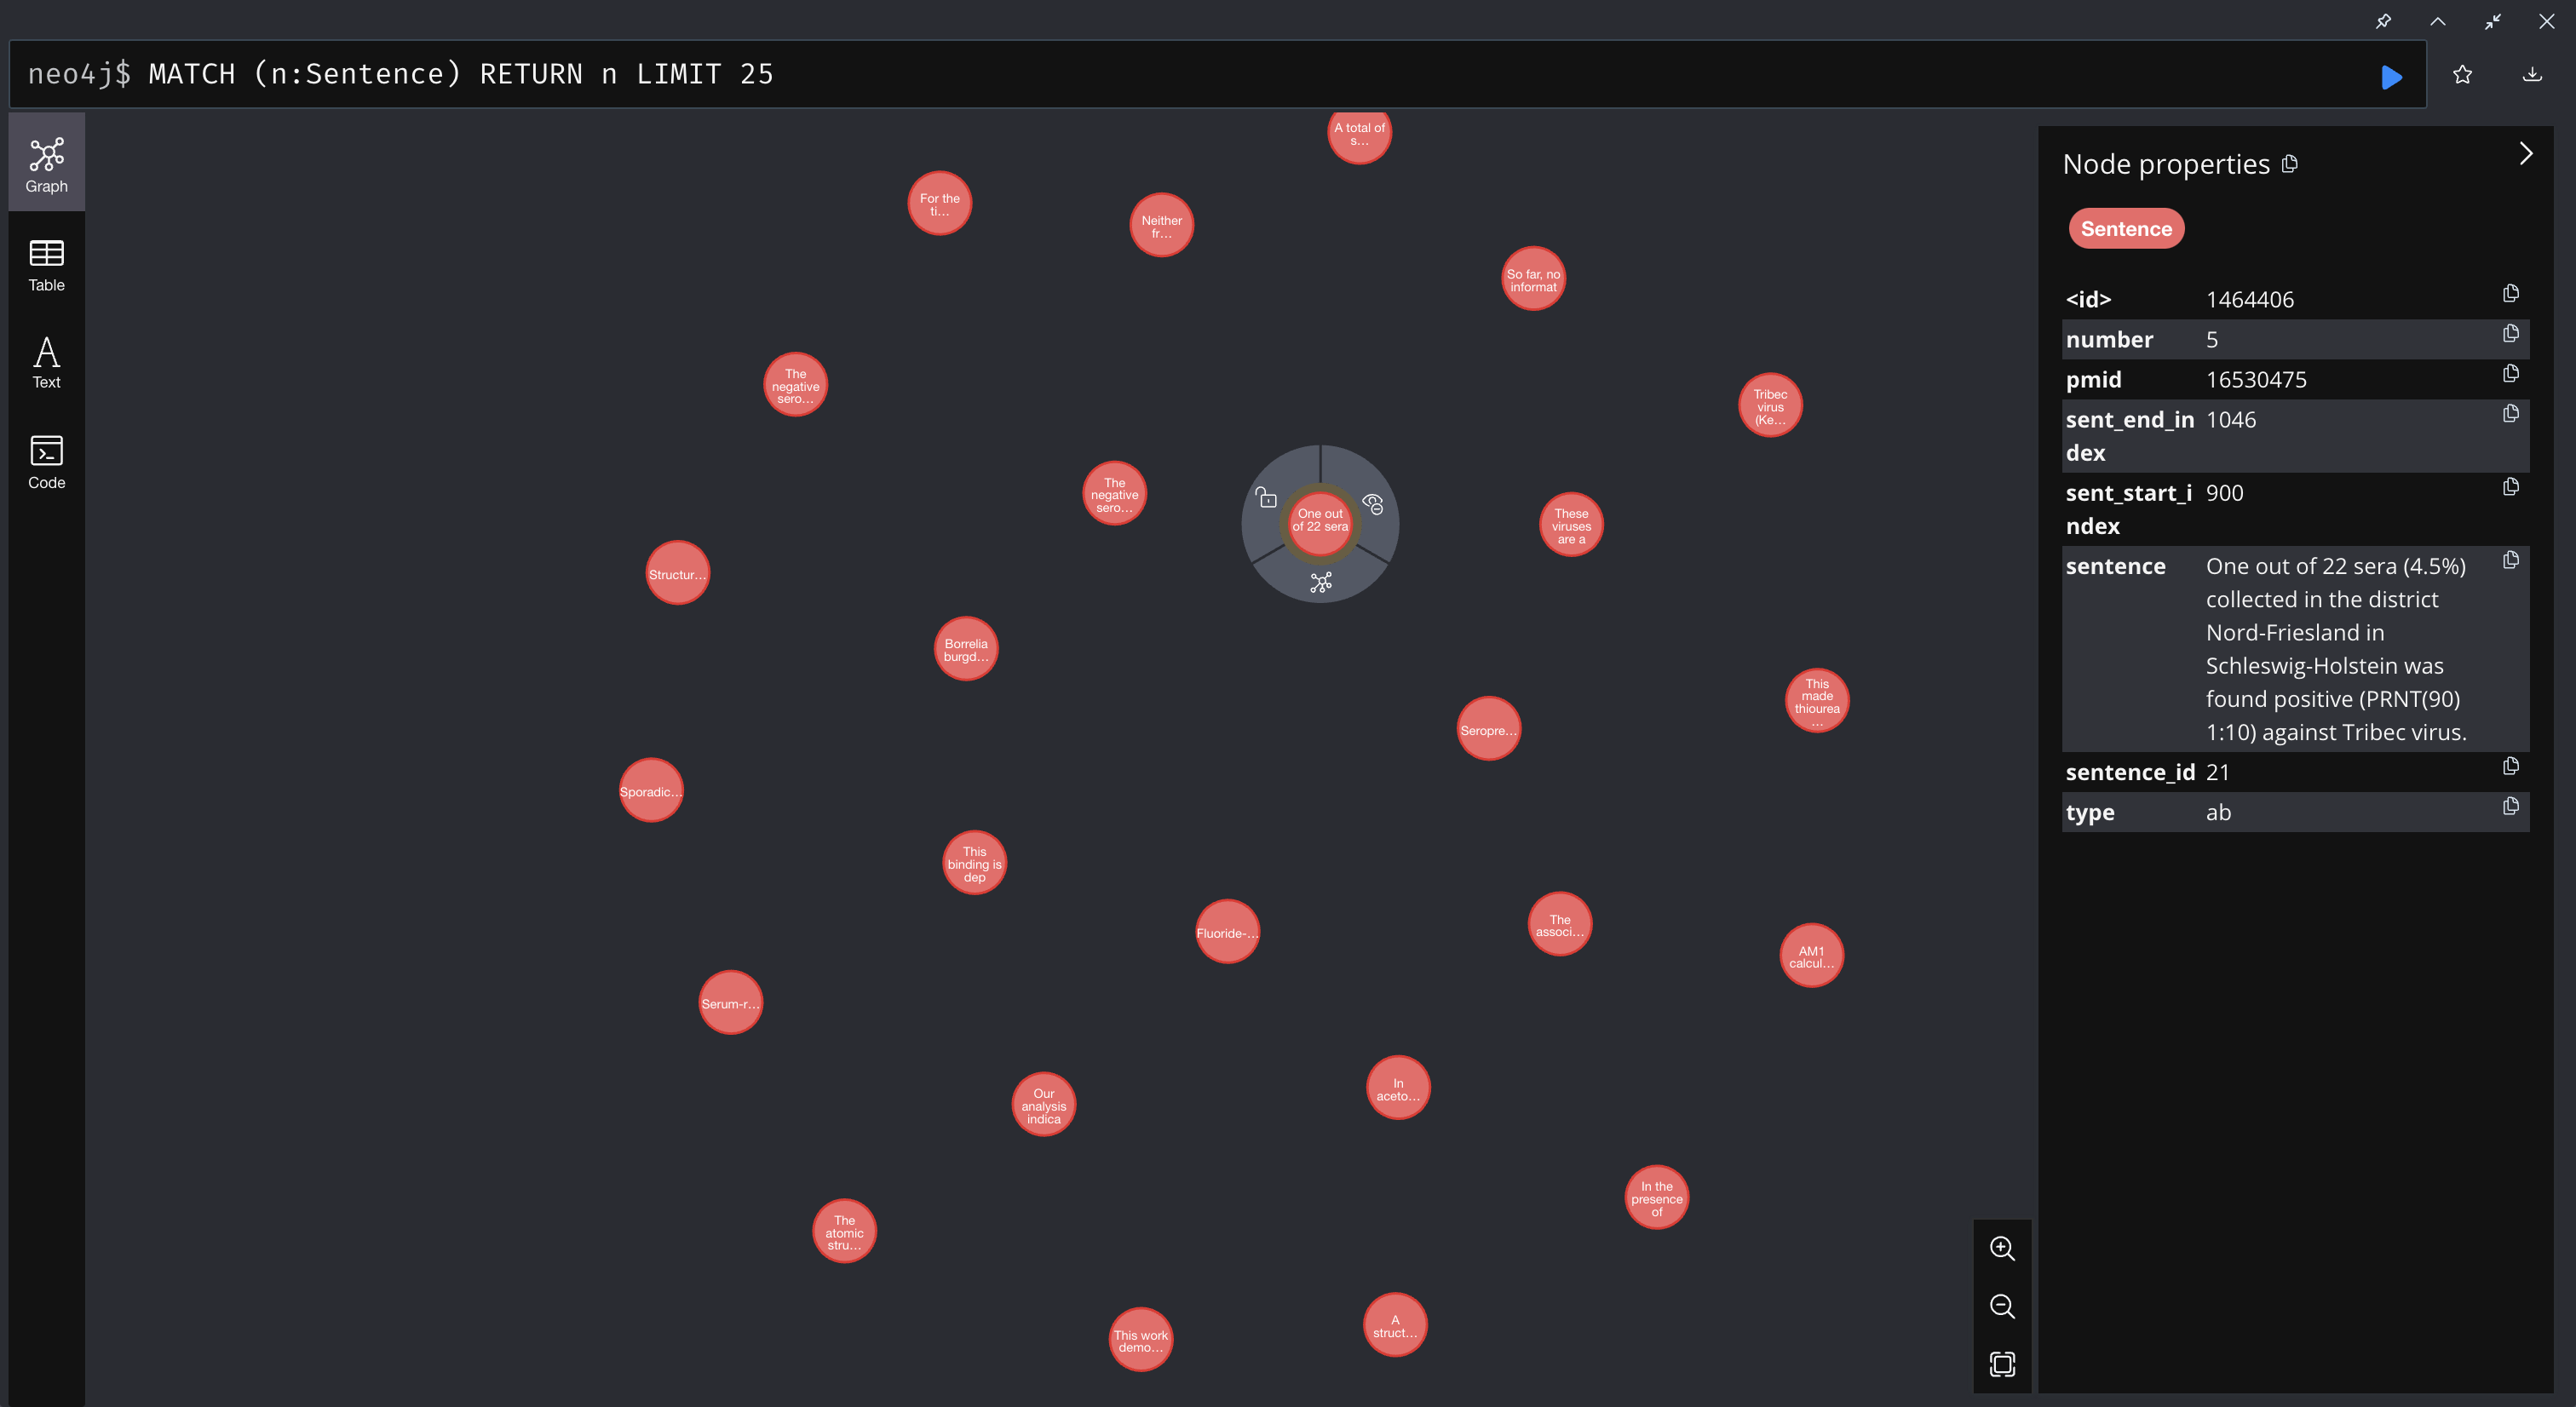 neo4j$ MATCH (n:Sentence) RETURN n LIMIT 25
Graph
Table
Text
Code
A total of
s...
For the
ti...
Neither
fr...
So far, no
informat
The
negative
sero...
Tribec
virus
(Ke...
The
negative
sero...
One out
of 22 sera
These
viruses
are a
Structur...
Borrelia
burgd...
This
made
thiourea
...
Seropre...
Sporadic...
This
binding is
dep
Fluoride-...
The
associ...
AM1
calcul...
Serum-r...
Our
analysis
indica
In
aceto...
In the
presence
of
The
atomic
stru...
This work
demo...
A
struct...
Node properties
Sentence
<id> 1464406
number 5
pmid 16530475
sent_end_in 1046
dex
sent_start_i 900
ndex
sentence One out of 22 sera (4.5%)
collected in the district
Nord-Friesland in
Schleswig-Holstein was
found positive (PRNT(90)
1:10) against Tribec virus.
sentence_id 21
type ab